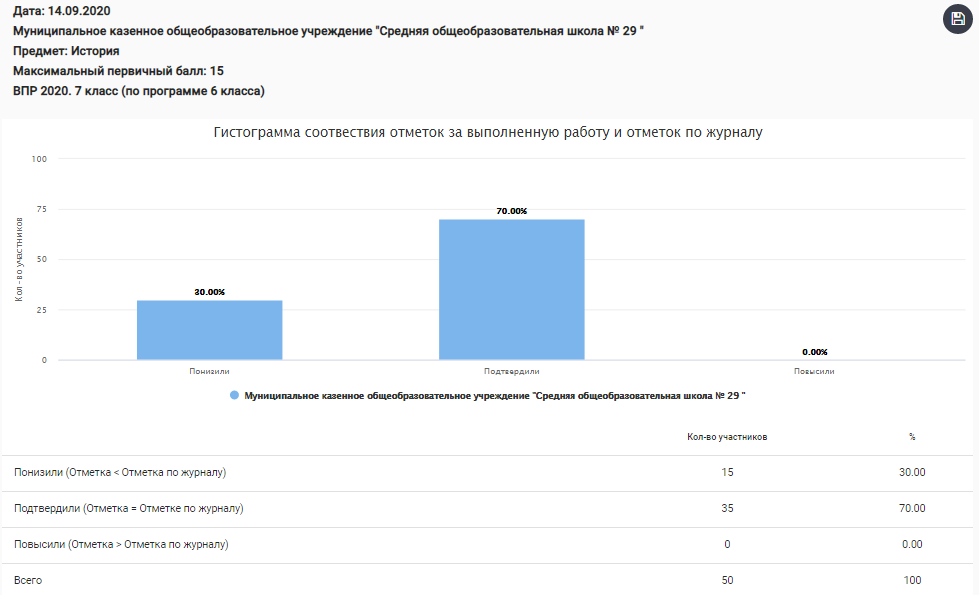 Дата: 14.09.2020
Муниципальное казенное общеобразовательное учреждение "Средняя общеобразовательная школа № 29 "
Предмет: История
Максимальный первичный балл: 15
ВПР 2020. 7 класс (по программе 6 класса)
Гистограмма соотвествия отметок за выполненную работу и отметок по журналу
Кол-во участников
100
75
50
25
0
30.00%
70.00%
0.00%
Понизили
Подтвердили
Повысили
Муниципальное казенное общеобразовательное учреждение "Средняя общеобразовательная школа № 29 "
Кол-во участников %
Понизили (Отметка < Отметка по журналу) 15 30.00
Подтвердили (Отметка = Отметке по журналу) 35 70.00
Повысили (Отметка > Отметка по журналу) 0 0.00
Всего 50 100